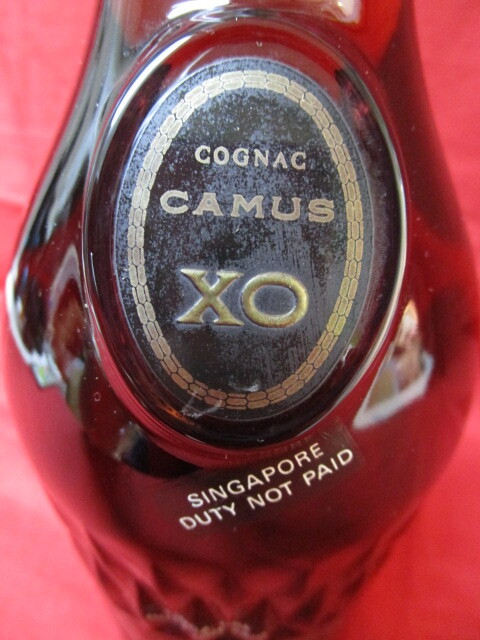 COGNAC
CAMUS
XO
SINGAPORE
DUTY NOT PAID